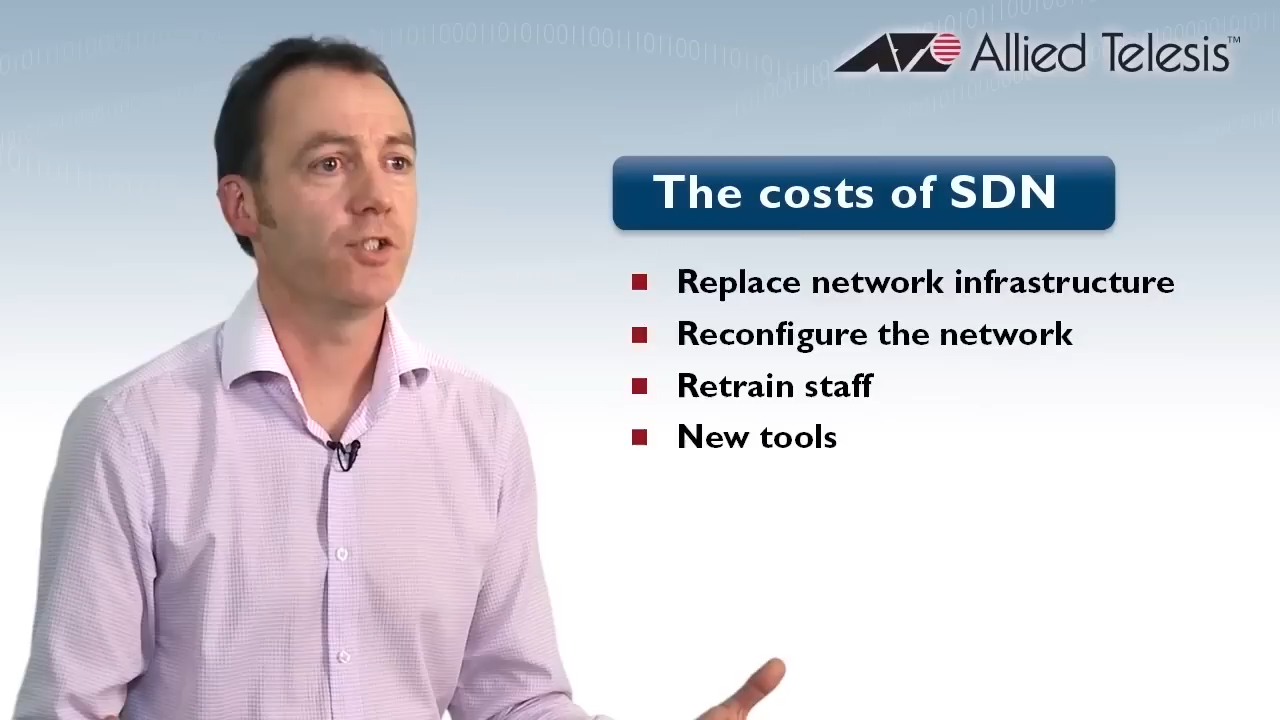 Allied Telesis™
The costs of SDN
Replace network infrastructure
Reconfigure the network
Retrain staff
New tools